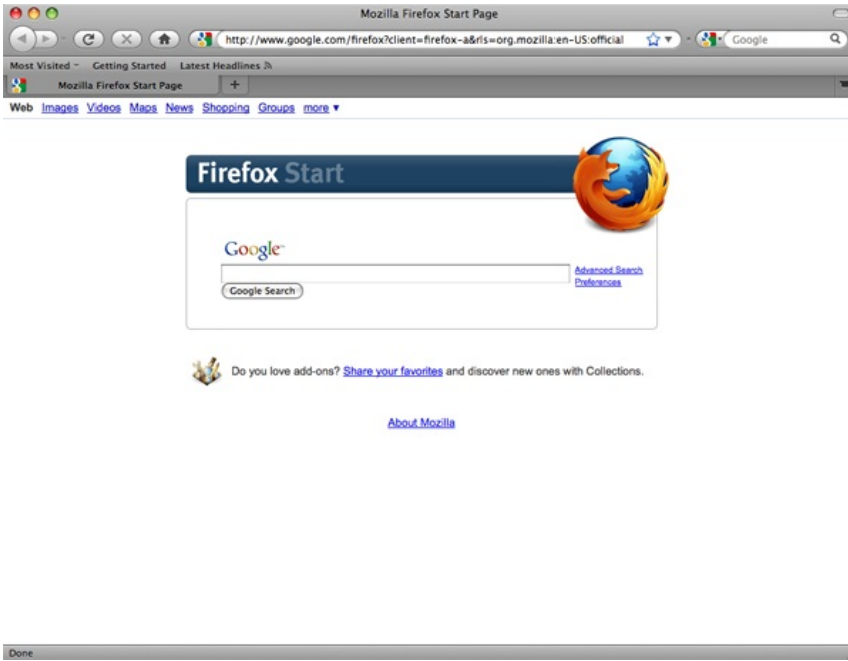 Mozilla Firefox Start Page
http://www.google.com/firefox?client=firefox-a&rls=org.mozilla:en-US:official Google
Most Visited Getting Started Latest Headlines
Mozilla Firefox Start Page +
Web Images Videos Maps News Shopping Groups more ▼
Firefox Start
Google™
Advanced Search
Preferences
Google Search
Do you love add-ons? Share your favorites and discover new ones with Collections.
About Mozilla
Done